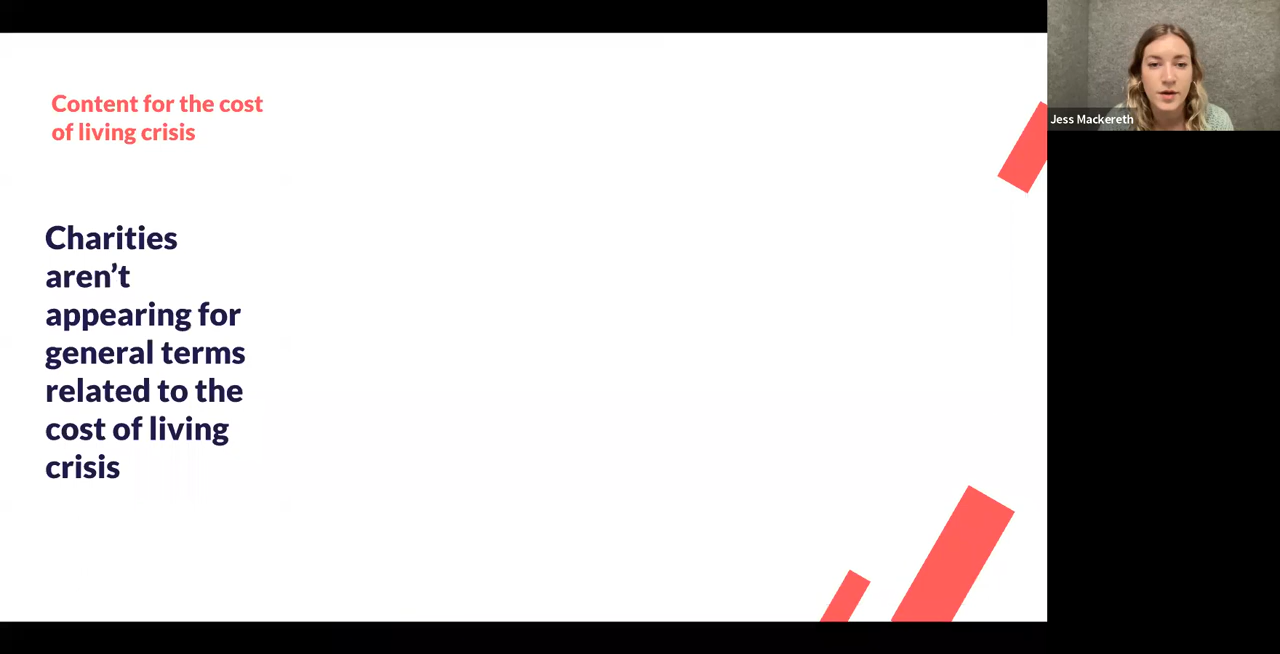 Content for the cost
of living crisis
Charities
aren’t
appearing for
general terms
related to the
cost of living
crisis
Jess Mackereth